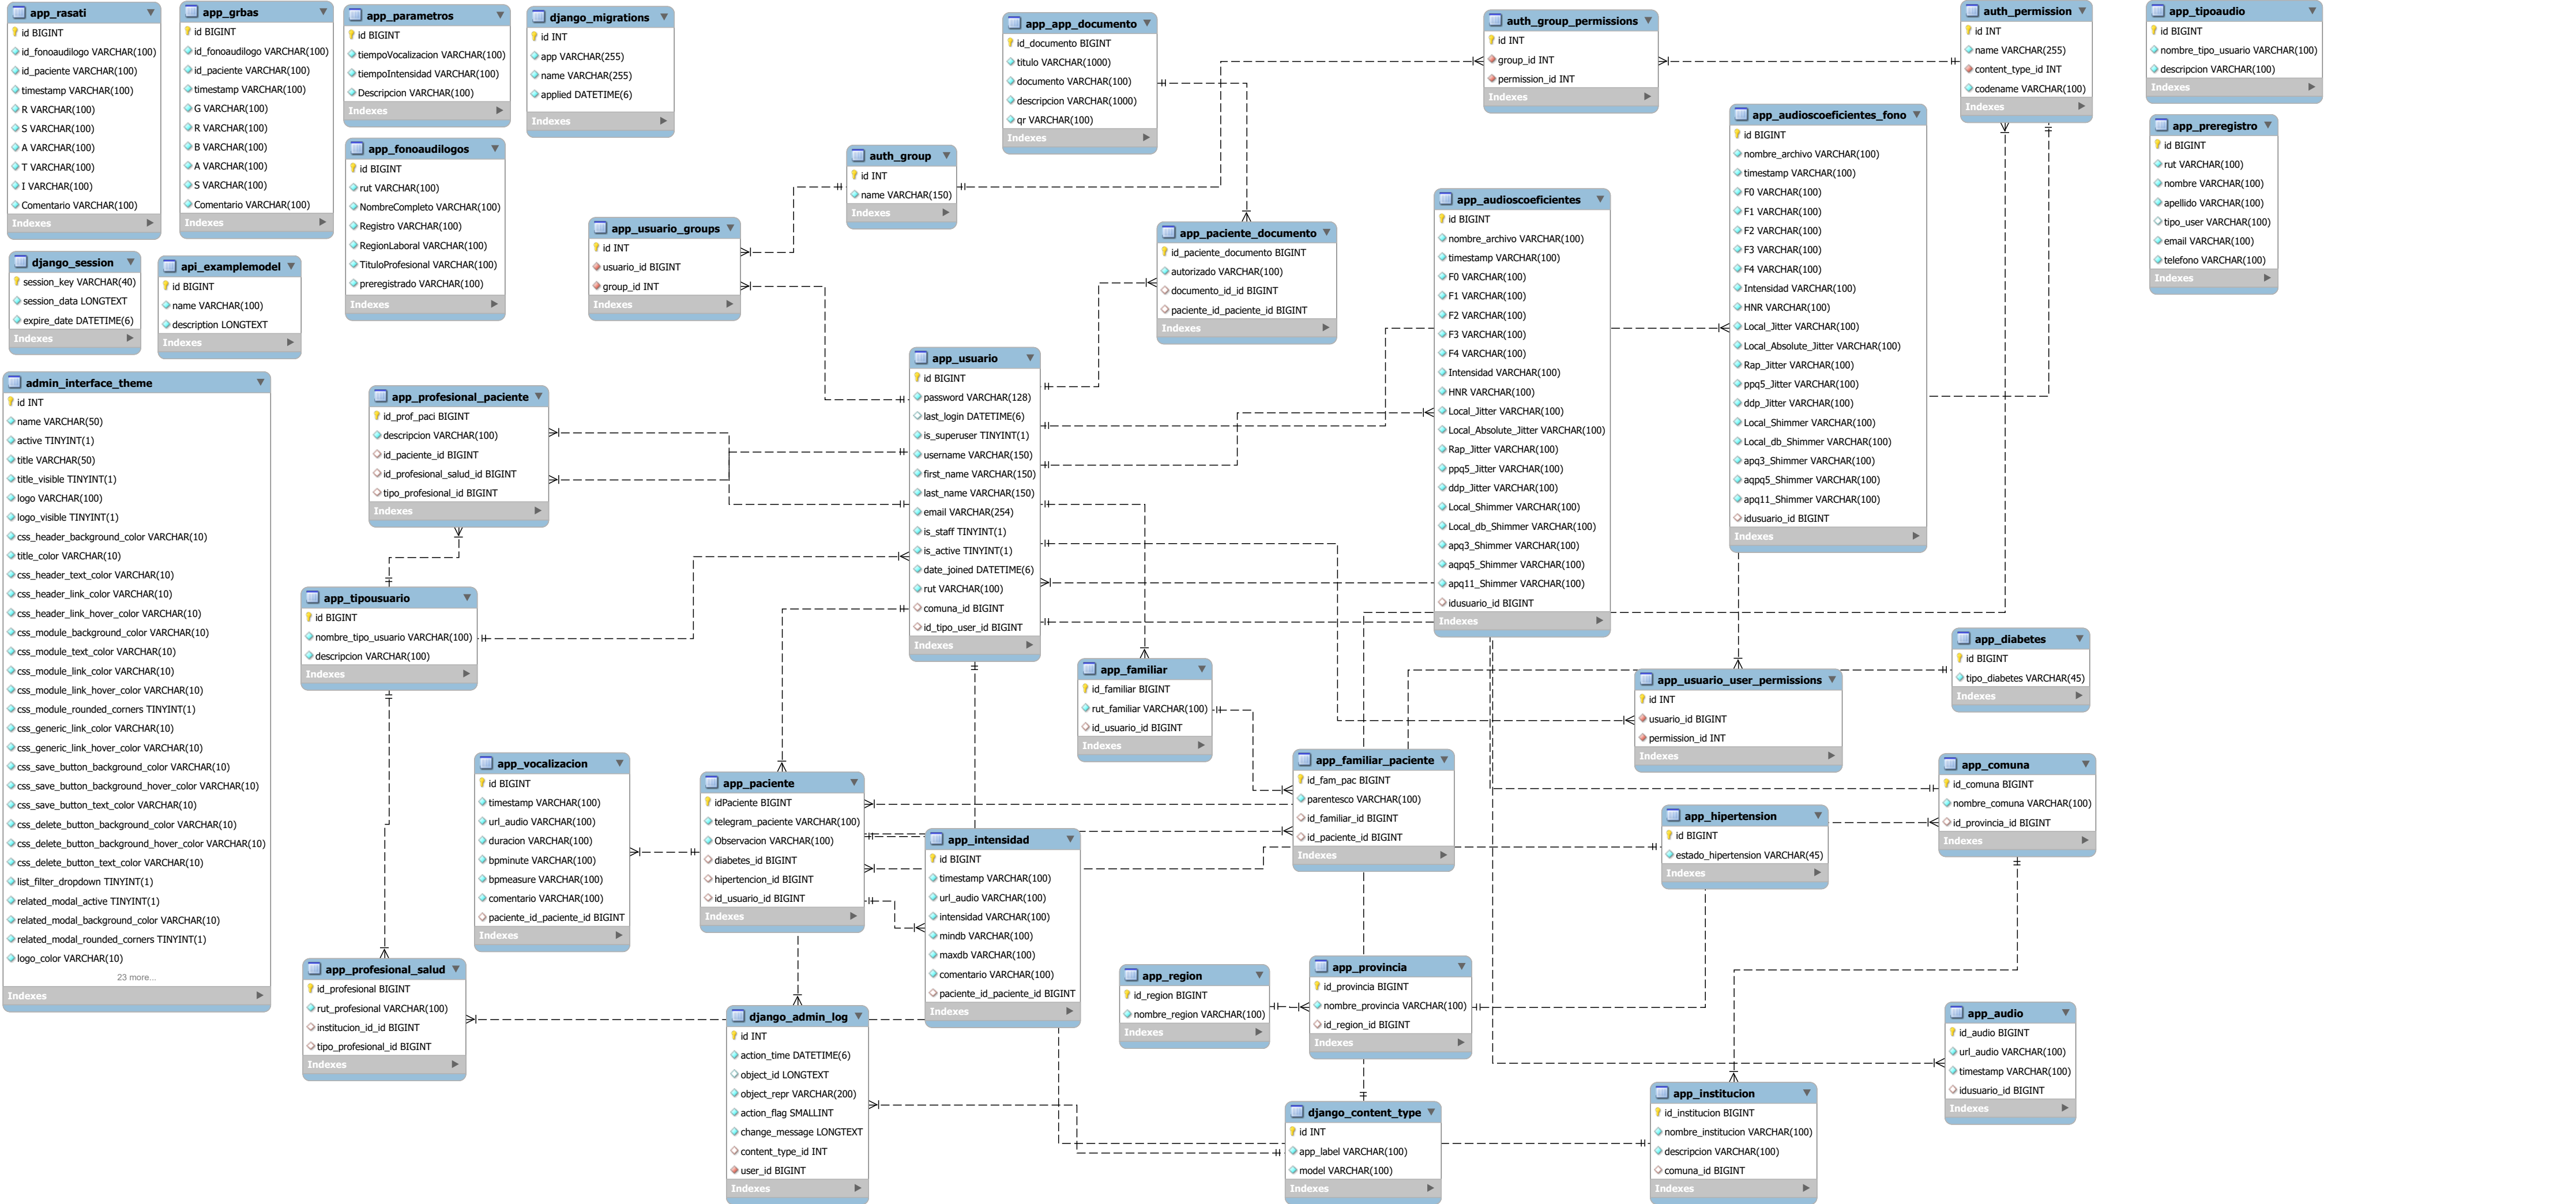 app_rasati
id BIGINT
id_fonoaudilogo VARCHAR(100)
id_paciente VARCHAR(100)
timestamp VARCHAR(100)
R VARCHAR(100)
S VARCHAR(100)
A VARCHAR(100)
T VARCHAR(100)
I VARCHAR(100)
Comentario VARCHAR(100)
Indexes
app_grbas
id BIGINT
id_fonoaudilogo VARCHAR(100)
id_paciente VARCHAR(100)
timestamp VARCHAR(100)
G VARCHAR(100)
R VARCHAR(100)
B VARCHAR(100)
A VARCHAR(100)
S VARCHAR(100)
Comentario VARCHAR(100)
Indexes
app_parametros
id BIGINT
tiempoVocalizacion VARCHAR(100)
tiempoIntensidad VARCHAR(100)
Descripcion VARCHAR(100)
Indexes
django_migrations
id INT
app VARCHAR(255)
name VARCHAR(255)
applied DATETIME(6)
Indexes
app_app_documento
id_documento BIGINT
titulo VARCHAR(1000)
documento VARCHAR(100)
descripcion VARCHAR(1000)
qr VARCHAR(100)
Indexes
auth_group_permissions
id INT
group_id INT
permission_id INT
Indexes
auth_permission
id INT
name VARCHAR(255)
content_type_id INT
codename VARCHAR(100)
Indexes
app_tipoaudio
id BIGINT
nombre_tipo_usuario VARCHAR(100)
descripcion VARCHAR(100)
Indexes
app_fonoaudilogos
id BIGINT
rut VARCHAR(100)
NombreCompleto VARCHAR(100)
Registro VARCHAR(100)
RegionLaboral VARCHAR(100)
TituloProfesional VARCHAR(100)
preregistrado VARCHAR(100)
Indexes
auth_group
id INT
name VARCHAR(150)
Indexes
app_audioscoeficientes_fono
id BIGINT
nombre_archivo VARCHAR(100)
timestamp VARCHAR(100)
F0 VARCHAR(100)
F1 VARCHAR(100)
F2 VARCHAR(100)
F3 VARCHAR(100)
F4 VARCHAR(100)
Intensidad VARCHAR(100)
HNR VARCHAR(100)
Local_Jitter VARCHAR(100)
Local_Absolute_Jitter VARCHAR(100)
Rap_Jitter VARCHAR(100)
ppq5_Jitter VARCHAR(100)
ddp_Jitter VARCHAR(100)
Local_Shimmer VARCHAR(100)
Local_db_Shimmer VARCHAR(100)
apq3_Shimmer VARCHAR(100)
aqpq5_Shimmer VARCHAR(100)
apq11_Shimmer VARCHAR(100)
idusuario_id BIGINT
Indexes
app_preregistro
id BIGINT
rut VARCHAR(100)
nombre VARCHAR(100)
apellido VARCHAR(100)
tipo_user VARCHAR(100)
email VARCHAR(100)
telefono VARCHAR(100)
Indexes
django_session
session_key VARCHAR(40)
session_data LONGTEXT
expire_date DATETIME(6)
Indexes
api_examplemodel
id BIGINT
name VARCHAR(100)
description LONGTEXT
Indexes
app_usuario_groups
id INT
usuario_id BIGINT
group_id INT
Indexes
app_paciente_documento
id_paciente_documento BIGINT
autorizado VARCHAR(100)
documento_id_id BIGINT
paciente_id_paciente_id BIGINT
Indexes
app_audioscoeficientes
id BIGINT
nombre_archivo VARCHAR(100)
timestamp VARCHAR(100)
F0 VARCHAR(100)
F1 VARCHAR(100)
F2 VARCHAR(100)
F3 VARCHAR(100)
F4 VARCHAR(100)
Intensidad VARCHAR(100)
HNR VARCHAR(100)
Local_Jitter VARCHAR(100)
Local_Absolute_Jitter VARCHAR(100)
Rap_Jitter VARCHAR(100)
ppq5_Jitter VARCHAR(100)
ddp_Jitter VARCHAR(100)
Local_Shimmer VARCHAR(100)
Local_db_Shimmer VARCHAR(100)
apq3_Shimmer VARCHAR(100)
aqpq5_Shimmer VARCHAR(100)
apq11_Shimmer VARCHAR(100)
idusuario_id BIGINT
Indexes
admin_interface_theme
id INT
name VARCHAR(50)
active TINYINT(1)
title VARCHAR(50)
title_visible TINYINT(1)
logo VARCHAR(100)
logo_visible TINYINT(1)
css_header_background_color VARCHAR(10)
title_color VARCHAR(10)
css_header_text_color VARCHAR(10)
css_header_link_color VARCHAR(10)
css_header_link_hover_color VARCHAR(10)
css_module_background_color VARCHAR(10)
css_module_text_color VARCHAR(10)
css_module_link_color VARCHAR(10)
css_module_link_hover_color VARCHAR(10)
css_module_rounded_corners TINYINT(1)
css_generic_link_color VARCHAR(10)
css_generic_link_hover_color VARCHAR(10)
css_save_button_background_color VARCHAR(10)
css_save_button_background_hover_color VARCHAR(10)
css_save_button_text_color VARCHAR(10)
css_delete_button_background_color VARCHAR(10)
css_delete_button_background_hover_color VARCHAR(10)
css_delete_button_text_color VARCHAR(10)
list_filter_dropdown TINYINT(1)
related_modal_active TINYINT(1)
related_modal_background_color VARCHAR(10)
related_modal_rounded_corners TINYINT(1)
logo_color VARCHAR(10)
23 more...
Indexes
app_profesional_paciente
id_prof_paci BIGINT
descripcion VARCHAR(100)
id_paciente_id BIGINT
id_profesional_salud_id BIGINT
tipo_profesional_id BIGINT
Indexes
app_usuario
id BIGINT
password VARCHAR(128)
last_login DATETIME(6)
is_superuser TINYINT(1)
username VARCHAR(150)
first_name VARCHAR(150)
last_name VARCHAR(150)
email VARCHAR(254)
is_staff TINYINT(1)
is_active TINYINT(1)
date_joined DATETIME(6)
rut VARCHAR(100)
comuna_id BIGINT
id_tipo_user_id BIGINT
Indexes
app_tipousuario
id BIGINT
nombre_tipo_usuario VARCHAR(100)
descripcion VARCHAR(100)
Indexes
app_familiar
id_familiar BIGINT
rut_familiar VARCHAR(100)
id_usuario_id BIGINT
Indexes
app_usuario_user_permissions
id INT
usuario_id BIGINT
permission_id INT
Indexes
app_diabetes
id BIGINT
tipo_diabetes VARCHAR(45)
Indexes
app_vocalizacion
id BIGINT
timestamp VARCHAR(100)
url_audio VARCHAR(100)
duracion VARCHAR(100)
bpminute VARCHAR(100)
bpmeasure VARCHAR(100)
comentario VARCHAR(100)
paciente_id_paciente_id BIGINT
Indexes
app_paciente
idPaciente BIGINT
telegram_paciente VARCHAR(100)
Observacion VARCHAR(100)
diabetes_id BIGINT
hipertencion_id BIGINT
id_usuario_id BIGINT
Indexes
app_intensidad
id BIGINT
timestamp VARCHAR(100)
url_audio VARCHAR(100)
intensidad VARCHAR(100)
mindb VARCHAR(100)
maxdb VARCHAR(100)
comentario VARCHAR(100)
paciente_id_paciente_id BIGINT
Indexes
app_familiar_paciente
id_fam_pac BIGINT
parentesco VARCHAR(100)
id_familiar_id BIGINT
id_paciente_id BIGINT
Indexes
app_hipertension
id BIGINT
estado_hipertension VARCHAR(45)
Indexes
app_comuna
id_comuna BIGINT
nombre_comuna VARCHAR(100)
id_provincia_id BIGINT
Indexes
app_profesional_salud
id_profesional BIGINT
rut_profesional VARCHAR(100)
institucion_id_id BIGINT
tipo_profesional_id BIGINT
Indexes
django_admin_log
id INT
action_time DATETIME(6)
object_id LONGTEXT
object_repr VARCHAR(200)
action_flag SMALLINT
change_message LONGTEXT
content_type_id INT
user_id BIGINT
Indexes
app_region
id_region BIGINT
nombre_region VARCHAR(100)
Indexes
app_provincia
id_provincia BIGINT
nombre_provincia VARCHAR(100)
id_region_id BIGINT
Indexes
django_content_type
id INT
app_label VARCHAR(100)
model VARCHAR(100)
Indexes
app_institucion
id_institucion BIGINT
nombre_institucion VARCHAR(100)
descripcion VARCHAR(100)
comuna_id BIGINT
Indexes
app_audio
id_audio BIGINT
url_audio VARCHAR(100)
timestamp VARCHAR(100)
idusuario_id BIGINT
Indexes